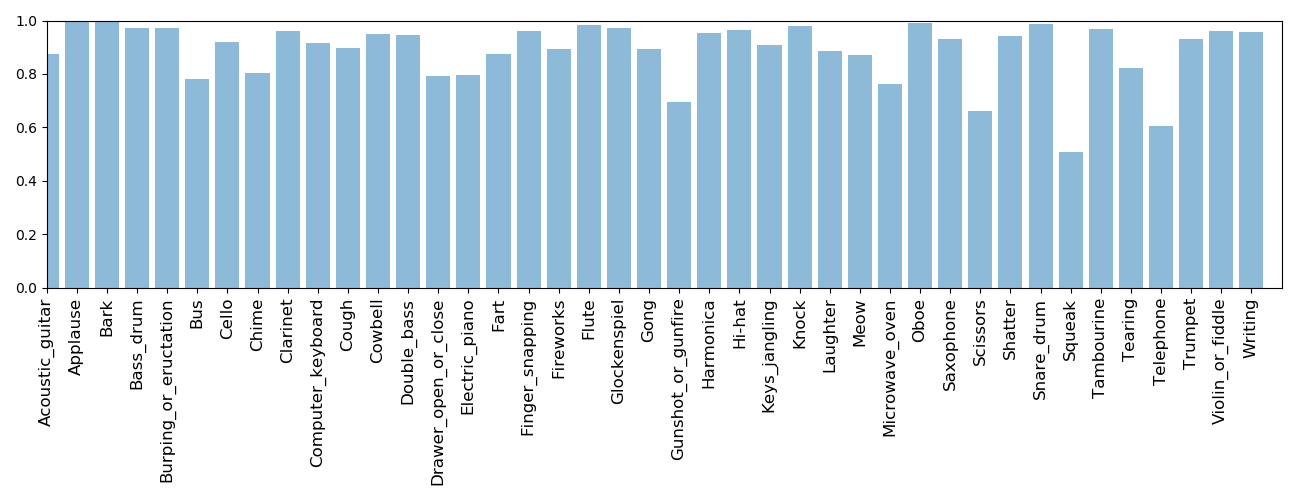 1.0
0.8
0.6
0.4
0.2
0.0
Acoustic_guitar
Applause
Bark
Bass_drum
Burping_or_eructation
Bus
Cello
Chime
Clarinet
Computer_keyboard
Cough
Cowbell
Double_bass
Drawer_open_or_close
Electric_piano
Fart
Finger_snapping
Fireworks
Flute
Glockenspiel
Gong
Gunshot_or_gunfire
Harmonica
Hi-hat
Keys_jangling
Knock
Laughter
Meow
Microwave_oven
Oboe
Saxophone
Scissors
Shatter
Snare_drum
Squeak
Tambourine
Tearing
Telephone
Trumpet
Violin_or_fiddle
Writing